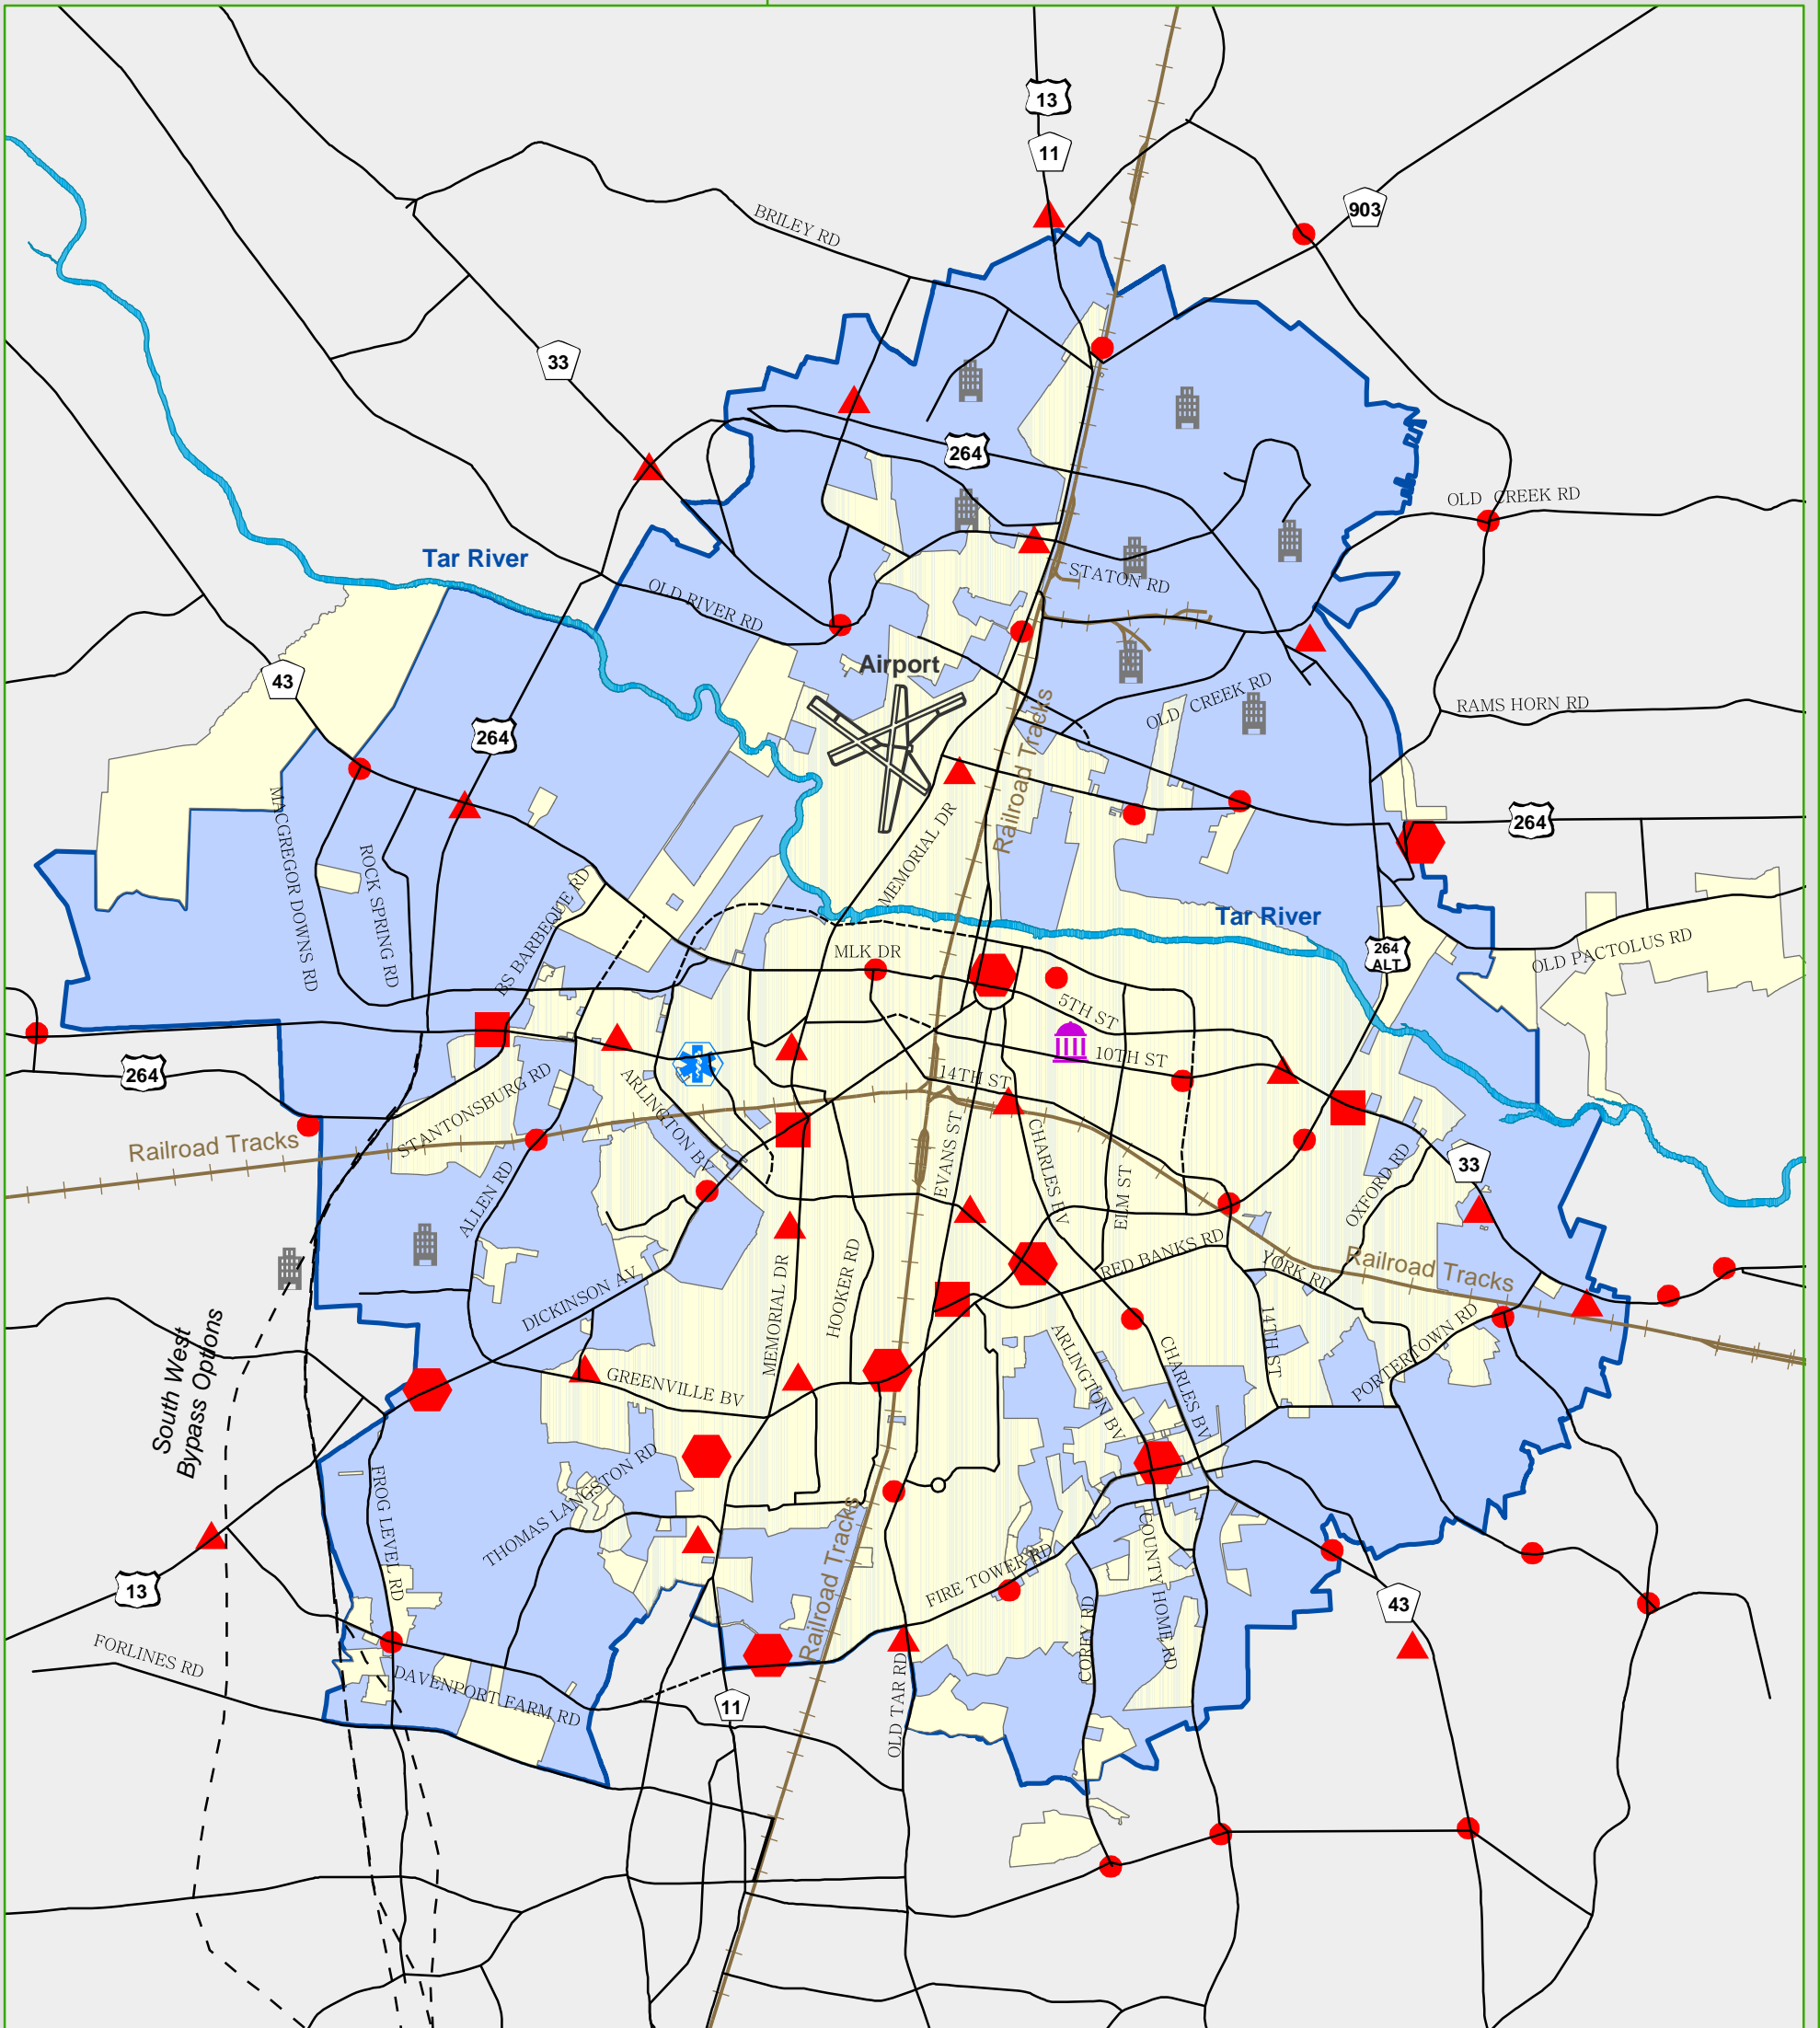 13
11
903
BRILEY RD
33
264
OLD CREEK RD
Tar River
STATON RD
OLD RIVER RD
Airport
43
OLD CREEK RD
RAMS HORN RD
264
Railroad Tracks
MACGREGOR DOWNS RD
ROCK SPRING RD
MEMORIAL DR
264
BS BARBEQUE RD
Tar River
MLK DR
264
ALT
OLD PACTOLUS RD
5TH ST
10TH ST
264
STANTONSBURG RD
ARLINGTON BV
14TH ST
Railroad Tracks
EVANS ST
CHARLES BV
ELM ST
33
OXFORD RD
ALLEN RD
RED BANKS RD
YORK RD
Railroad Tracks
DICKINSON AV
MEMORIAL DR
HOOKER RD
14TH ST
PORTERTOWN RD
South West
Bypass Options
GREENVILLE BV
ARLINGTON BV
CHARLES BV
FROG LEVEL RD
THOMAS LANGSTON RD
13
Railroad Tracks
FIRE TOWER RD
COUNTY HOME RD
COREY RD
43
FORLINES RD
DAVENPORT FARM RD
11
OLD TAR RD